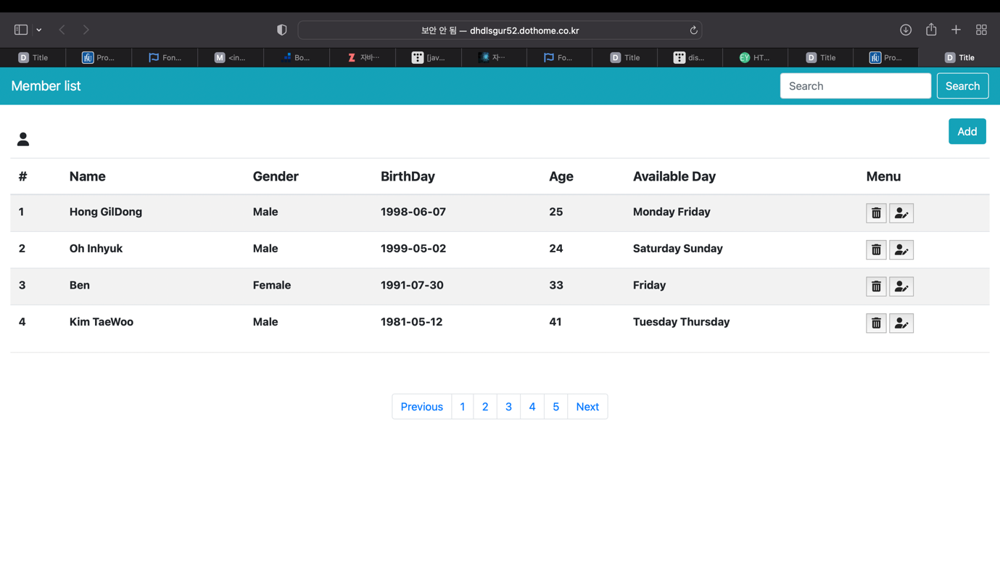 보안 안 됨 — dhdlsgur52.dothome.co.kr
D Title Pro... Fon... M <in... Bo... Z 자바… [jav... 자… Fo... D Title dis... EY HT... D Title Pro... D Title
Member list Search Search
Add
# Name Gender BirthDay Age Available Day Menu
1 Hong GilDong Male 1998-06-07 25 Monday Friday
2 Oh Inhyuk Male 1999-05-02 24 Saturday Sunday
3 Ben Female 1991-07-30 33 Friday
4 Kim TaeWoo Male 1981-05-12 41 Tuesday Thursday
Previous 1 2 3 4 5 Next